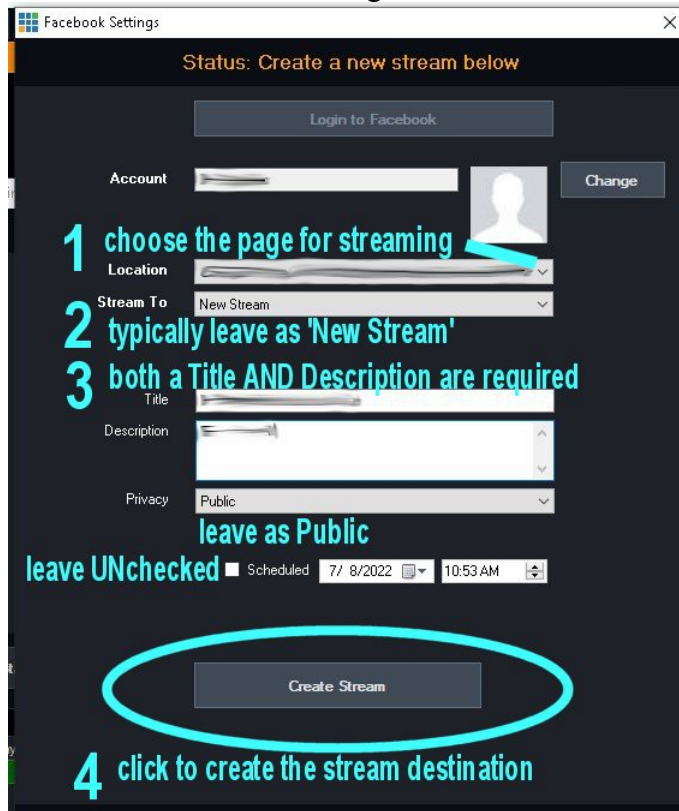 Facebook Settings
Status: Create a new stream below
Login to Facebook
Account
Change
1 choose the page for streaming
Location
Stream To New Stream
2 typically leave as 'New Stream'
3 both a Title AND Description are required
Title
Description
Privacy Public
leave as Public
leave UNchecked Scheduled 7/ 8/2022 10:53 AM
Create Stream
4 click to create the stream destination